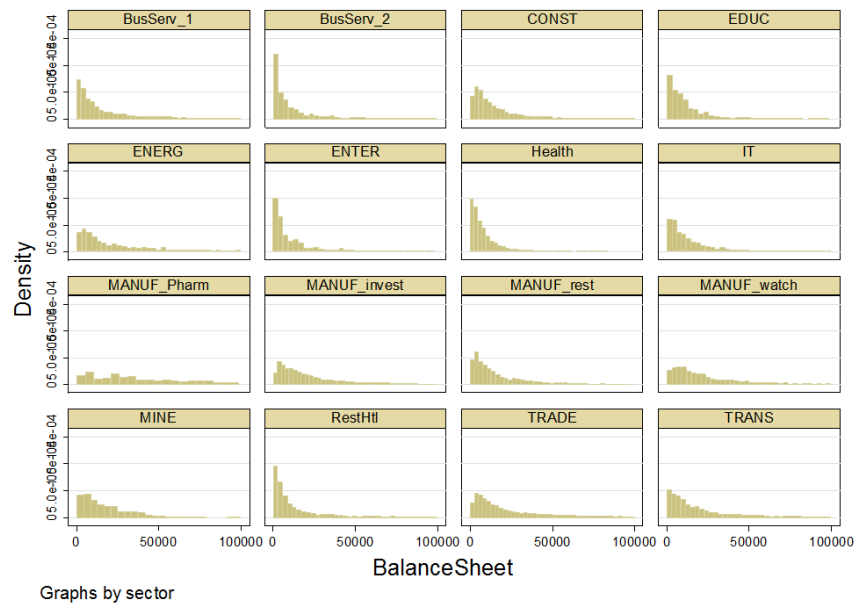 BusServ_1 BusServ_2 CONST EDUC
ENERG ENTER Health IT
MANUF_Pharm MANUF_invest MANUF_rest MANUF_watch
MINE RestHtl TRADE TRANS
Density
0 50000 100000 0 50000 100000 0 50000 100000 0 50000 100000
BalanceSheet
Graphs by sector